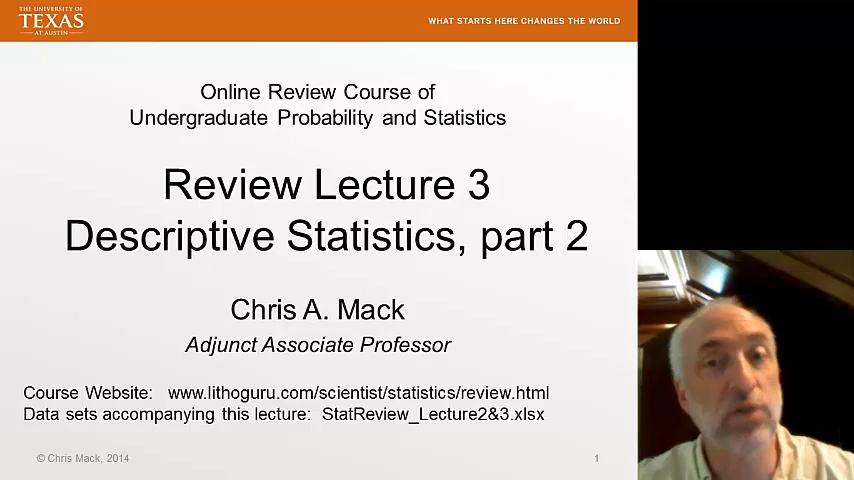 THE UNIVERSITY OF
TEXAS
AT AUSTIN
WHAT STARTS HERE CHANGES THE WORLD
Online Review Course of
Undergraduate Probability and Statistics
Review Lecture 3
Descriptive Statistics, part 2
Chris A. Mack
Adjunct Associate Professor
Course Website: www.lithoguru.com/scientist/statistics/review.html
Data sets accompanying this lecture: StatReview_Lecture2&3.xlsx
© Chris Mack, 2014
1